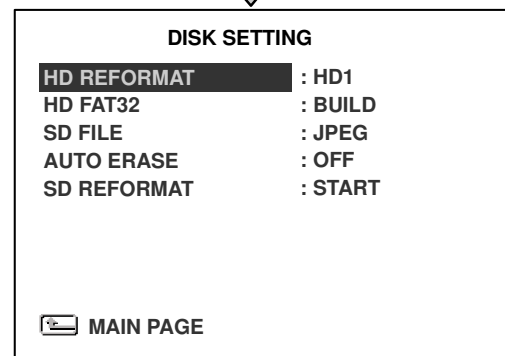 DISK SETTING
HD REFORMAT : HD1
HD FAT32 : BUILD
SD FILE : JPEG
AUTO ERASE : OFF
SD REFORMAT : START
MAIN PAGE